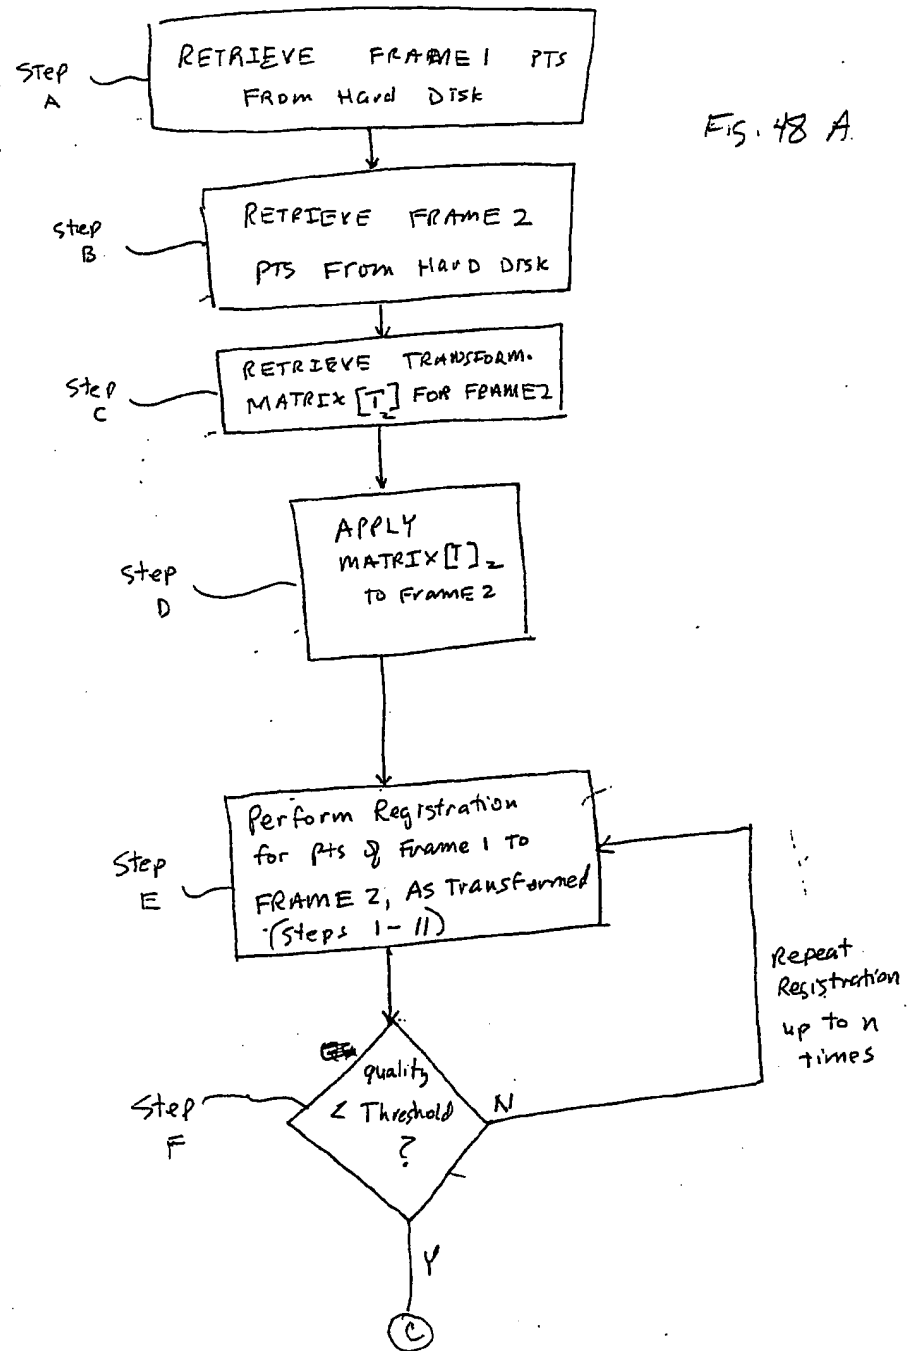 Step
A
RETRIEVE FRAME 1 PTS
FROM Hard DISK
Fig. 48 A
Step
B
RETRIEVE FRAME 2
PTS FROM HARD DISK
Step
C
RETRIEVE TRANSFORM.
MATRIX [T2] FOR FRAME 2
Step
D
APPLY
MATRIX [T]2
TO Frame 2
Step
E
Perform Registration
for pts of Frame 1 To
FRAME 2, As Transformed
(Steps 1-11)
Repeat
Registration
up to n
times
Step
F
quality
< Threshold
?
N
Y
C